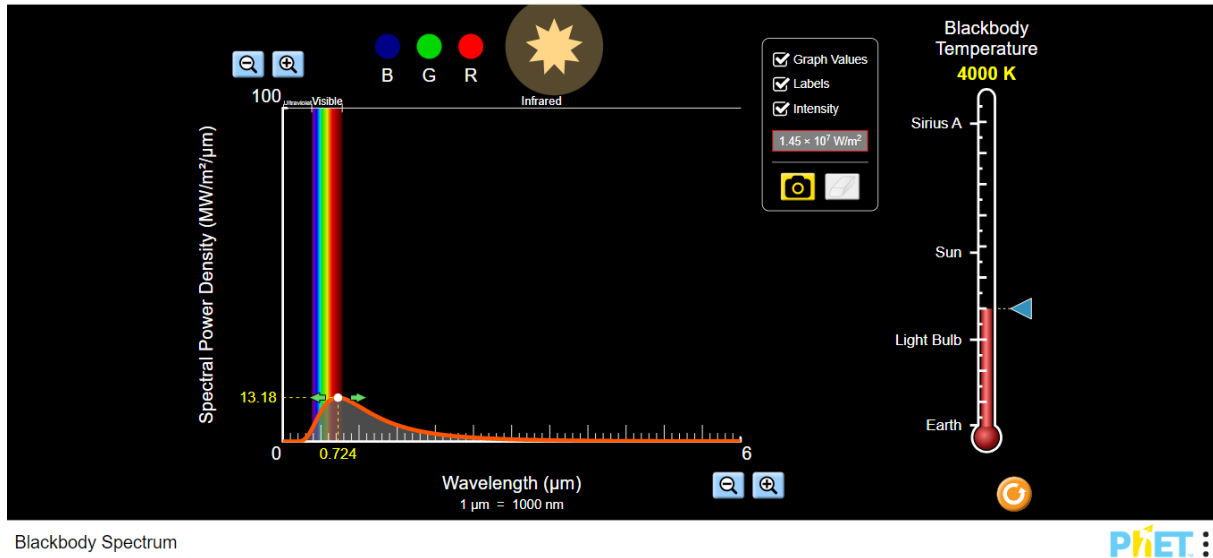 B G R
100
Ultraviolet Visible Infrared
Spectral Power Density (MW/m²/μm)
13.18
0
0.724
6
Wavelength (μm)
1 μm = 1000 nm
Graph Values
Labels
Intensity
1.45 × 10⁷ W/m²
Blackbody
Temperature
4000 K
Sirius A
Sun
Light Bulb
Earth
Blackbody Spectrum
PhET